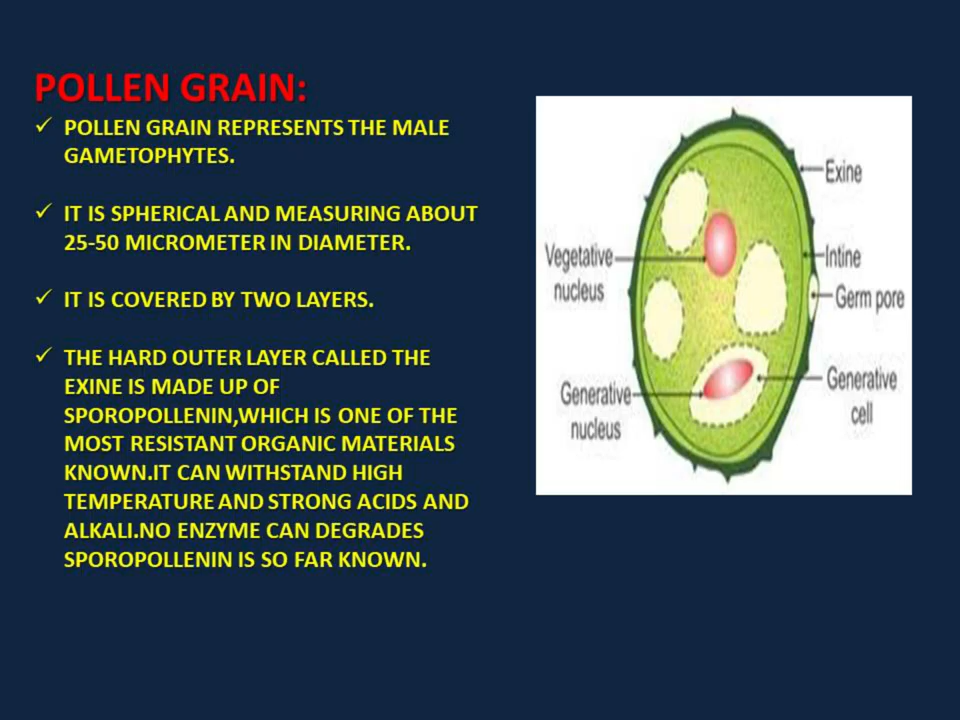 POLLEN GRAIN:
✓ POLLEN GRAIN REPRESENTS THE MALE
GAMETOPHYTES.
✓ IT IS SPHERICAL AND MEASURING ABOUT
25-50 MICROMETER IN DIAMETER.
✓ IT IS COVERED BY TWO LAYERS.
✓ THE HARD OUTER LAYER CALLED THE
EXINE IS MADE UP OF
SPOROPOLLENIN,WHICH IS ONE OF THE
MOST RESISTANT ORGANIC MATERIALS
KNOWN.IT CAN WITHSTAND HIGH
TEMPERATURE AND STRONG ACIDS AND
ALKALI.NO ENZYME CAN DEGRADES
SPOROPOLLENIN IS SO FAR KNOWN.
Exine
Vegetative
nucleus
Intine
Germ pore
Generative
nucleus
Generative
cell